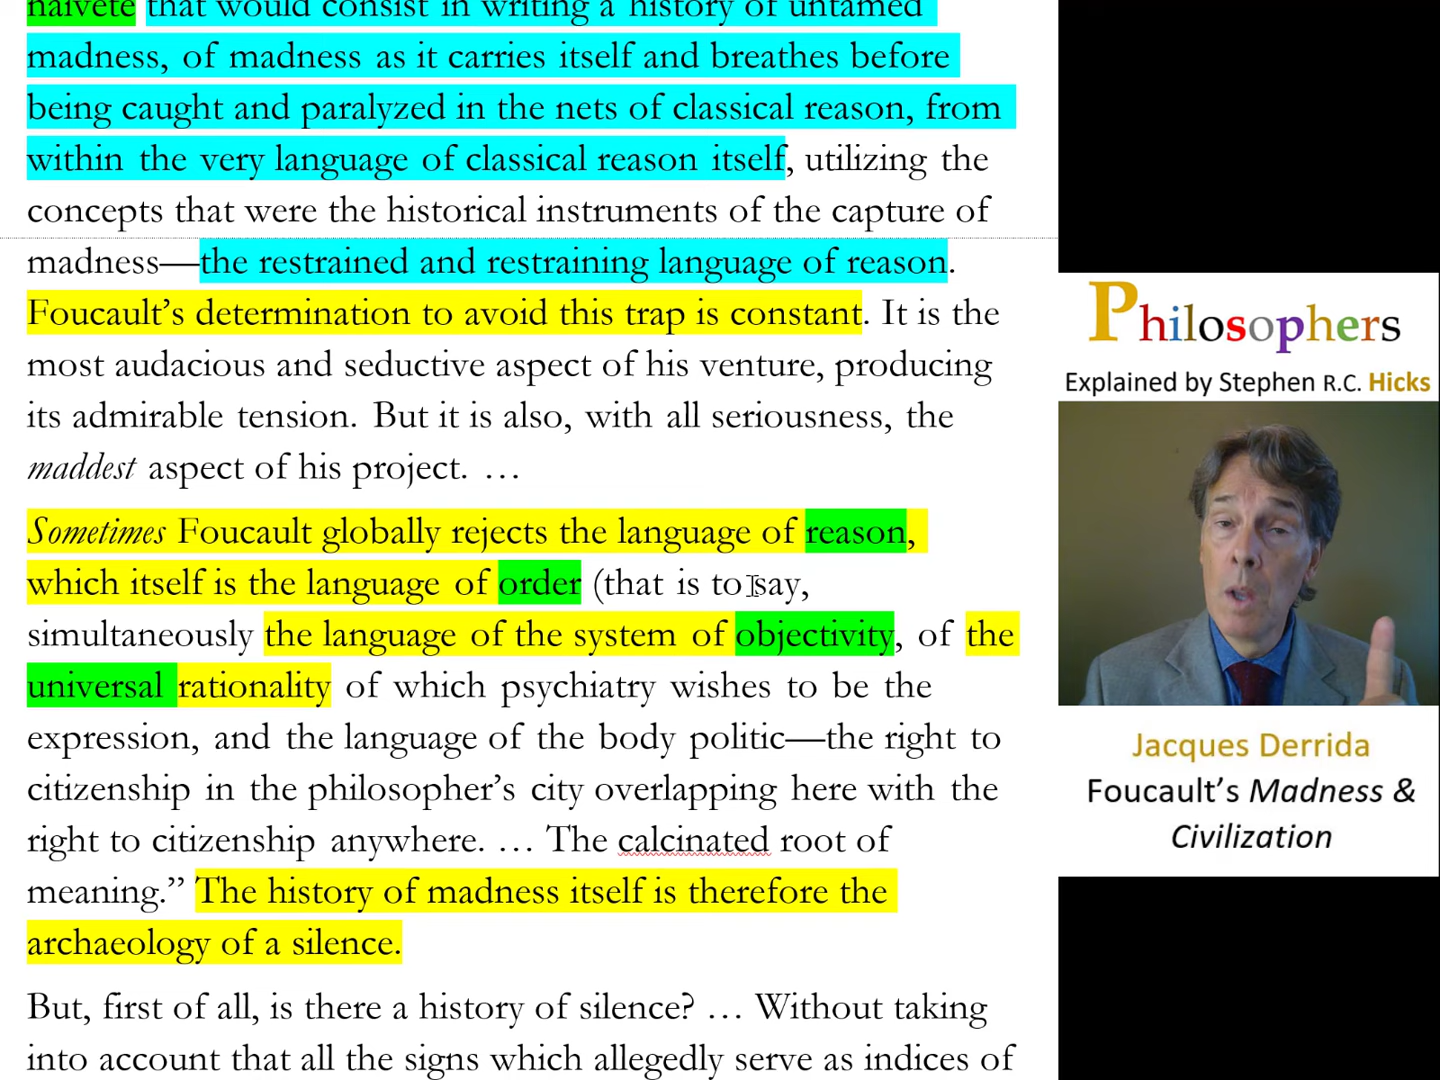 naïveté that would consist in writing a history of untamed
madness, of madness as it carries itself and breathes before
being caught and paralyzed in the nets of classical reason, from
within the very language of classical reason itself, utilizing the
concepts that were the historical instruments of the capture of
madness—the restrained and restraining language of reason.
Foucault’s determination to avoid this trap is constant. It is the
most audacious and seductive aspect of his venture, producing
its admirable tension. But it is also, with all seriousness, the
maddest aspect of his project. …
Sometimes Foucault globally rejects the language of reason,
which itself is the language of order (that is to say,
simultaneously the language of the system of objectivity, of the
universal rationality of which psychiatry wishes to be the
expression, and the language of the body politic—the right to
citizenship in the philosopher’s city overlapping here with the
right to citizenship anywhere. … The calcinated root of
meaning.” The history of madness itself is therefore the
archaeology of a silence.
But, first of all, is there a history of silence? … Without taking
into account that all the signs which allegedly serve as indices of
Philosophers
Explained by Stephen R.C. Hicks
Jacques Derrida
Foucault’s Madness &
Civilization